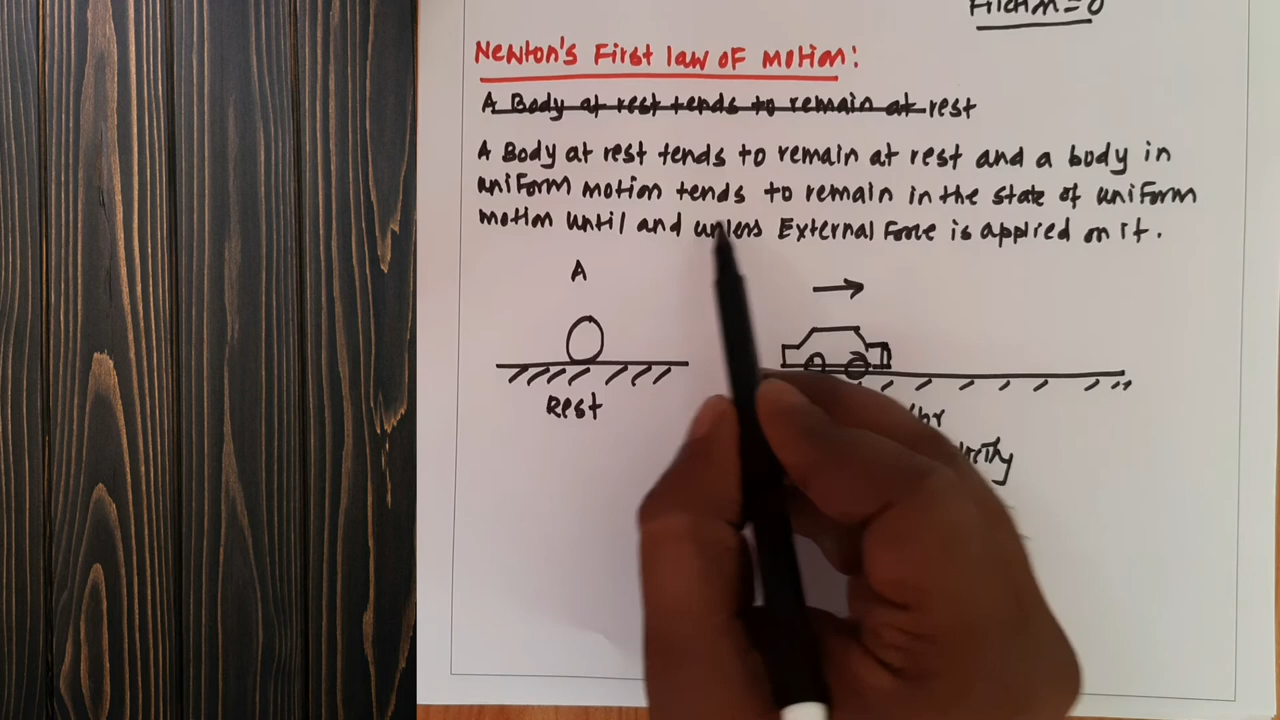 Newton's First law of motion:
A Body at rest tends to remain at rest
A Body at rest tends to remain at rest and a body in
uniform motion tends to remain in the state of uniform
motion until and unless External Force is applied on it.
A
Rest